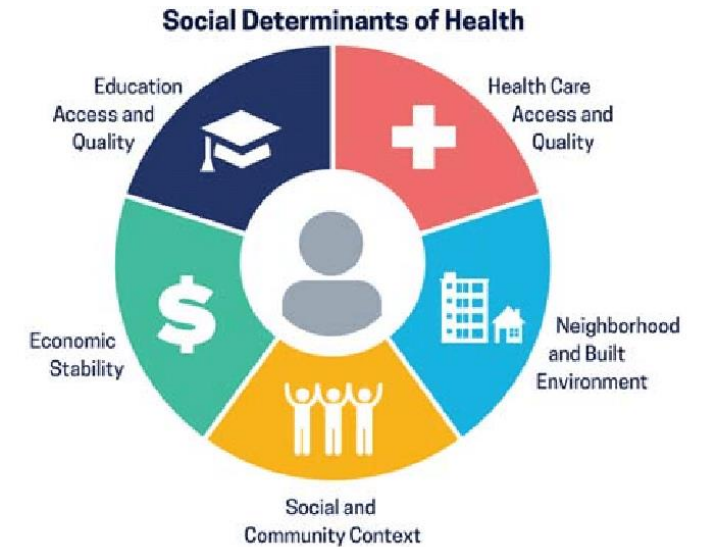 Social Determinants of Health
Education
Access and
Quality
Health Care
Access and
Quality
$
Economic
Stability
Neighborhood
and Built
Environment
Social and
Community Context